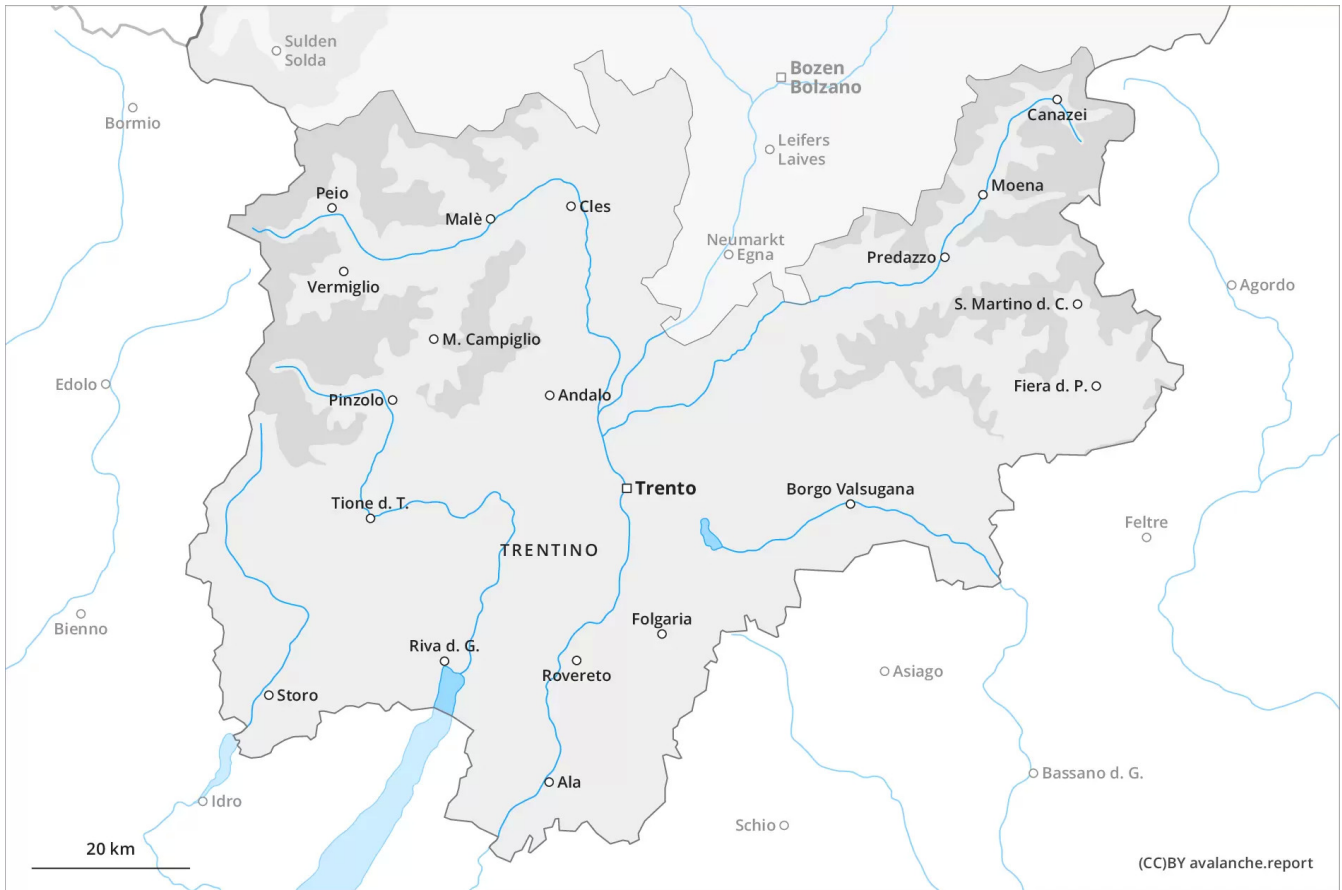 Sulden
Solda
Bozen
Bolzano
Bormio
Canazei
Leifers
Laives
Peio
Moena
Malè
Cles
Neumarkt
Egna
Predazzo
Vermiglio
Agordo
S. Martino d. C.
M. Campiglio
Edolo
Fiera d. P.
Pinzolo
Andalo
Trento
Borgo Valsugana
Tione d. T.
Feltre
TRENTINO
Bienno
Folgaria
Riva d. G.
Rovereto
Asiago
Storo
Bassano d. G.
Ala
Idro
Schio
20 km
(CC)BY avalanche.report